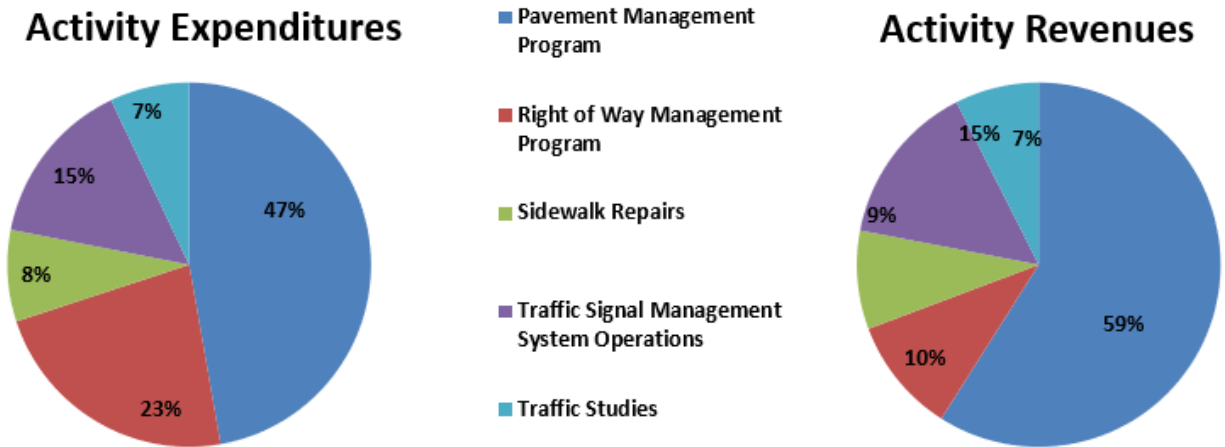 Activity Expenditures
7%
15%
47%
8%
23%
Pavement Management
Program
Right of Way Management
Program
Sidewalk Repairs
Traffic Signal Management
System Operations
Traffic Studies
Activity Revenues
15%
7%
9%
59%
10%